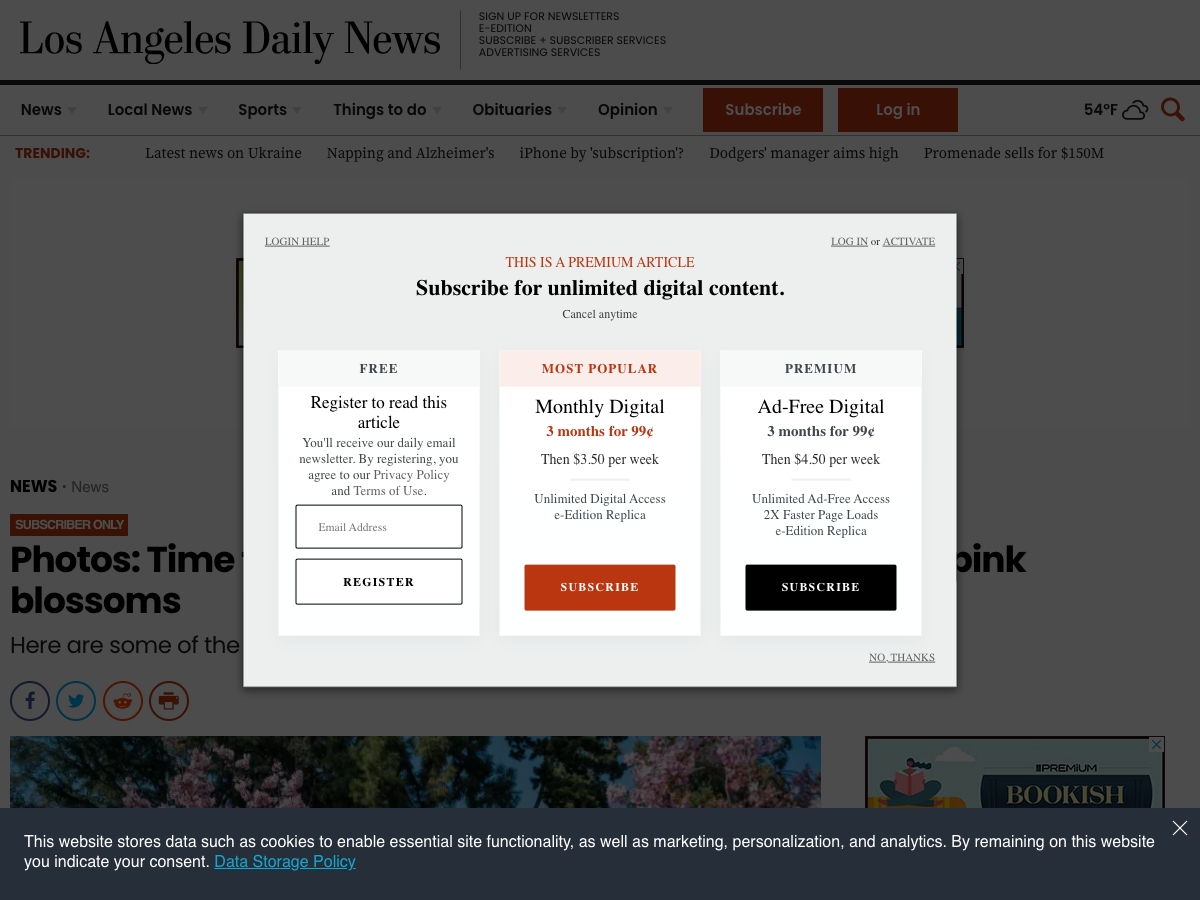 Los Angeles Daily News
SIGN UP FOR NEWSLETTERS
E-EDITION
SUBSCRIBE + SUBSCRIBER SERVICES
ADVERTISING SERVICES
News Local News Sports Things to do Obituaries Opinion Subscribe Log in 54°F
TRENDING: Latest news on Ukraine Napping and Alzheimer's iPhone by 'subscription'? Dodgers' manager aims high Promenade sells for $150M
LOGIN HELP LOG IN or ACTIVATE
THIS IS A PREMIUM ARTICLE
Subscribe for unlimited digital content.
Cancel anytime
FREE
Register to read this
article
You'll receive our daily email
newsletter. By registering, you
agree to our Privacy Policy
and Terms of Use.
Email Address
REGISTER
MOST POPULAR
Monthly Digital
3 months for 99¢
Then $3.50 per week
Unlimited Digital Access
e-Edition Replica
SUBSCRIBE
PREMIUM
Ad-Free Digital
3 months for 99¢
Then $4.50 per week
Unlimited Ad-Free Access
2X Faster Page Loads
e-Edition Replica
SUBSCRIBE
NO, THANKS
NEWS • News
SUBSCRIBER ONLY
Photos: Time pink
blossoms
Here are some of the
PREMIUM
BOOKISH
This website stores data such as cookies to enable essential site functionality, as well as marketing, personalization, and analytics. By remaining on this website
you indicate your consent. Data Storage Policy